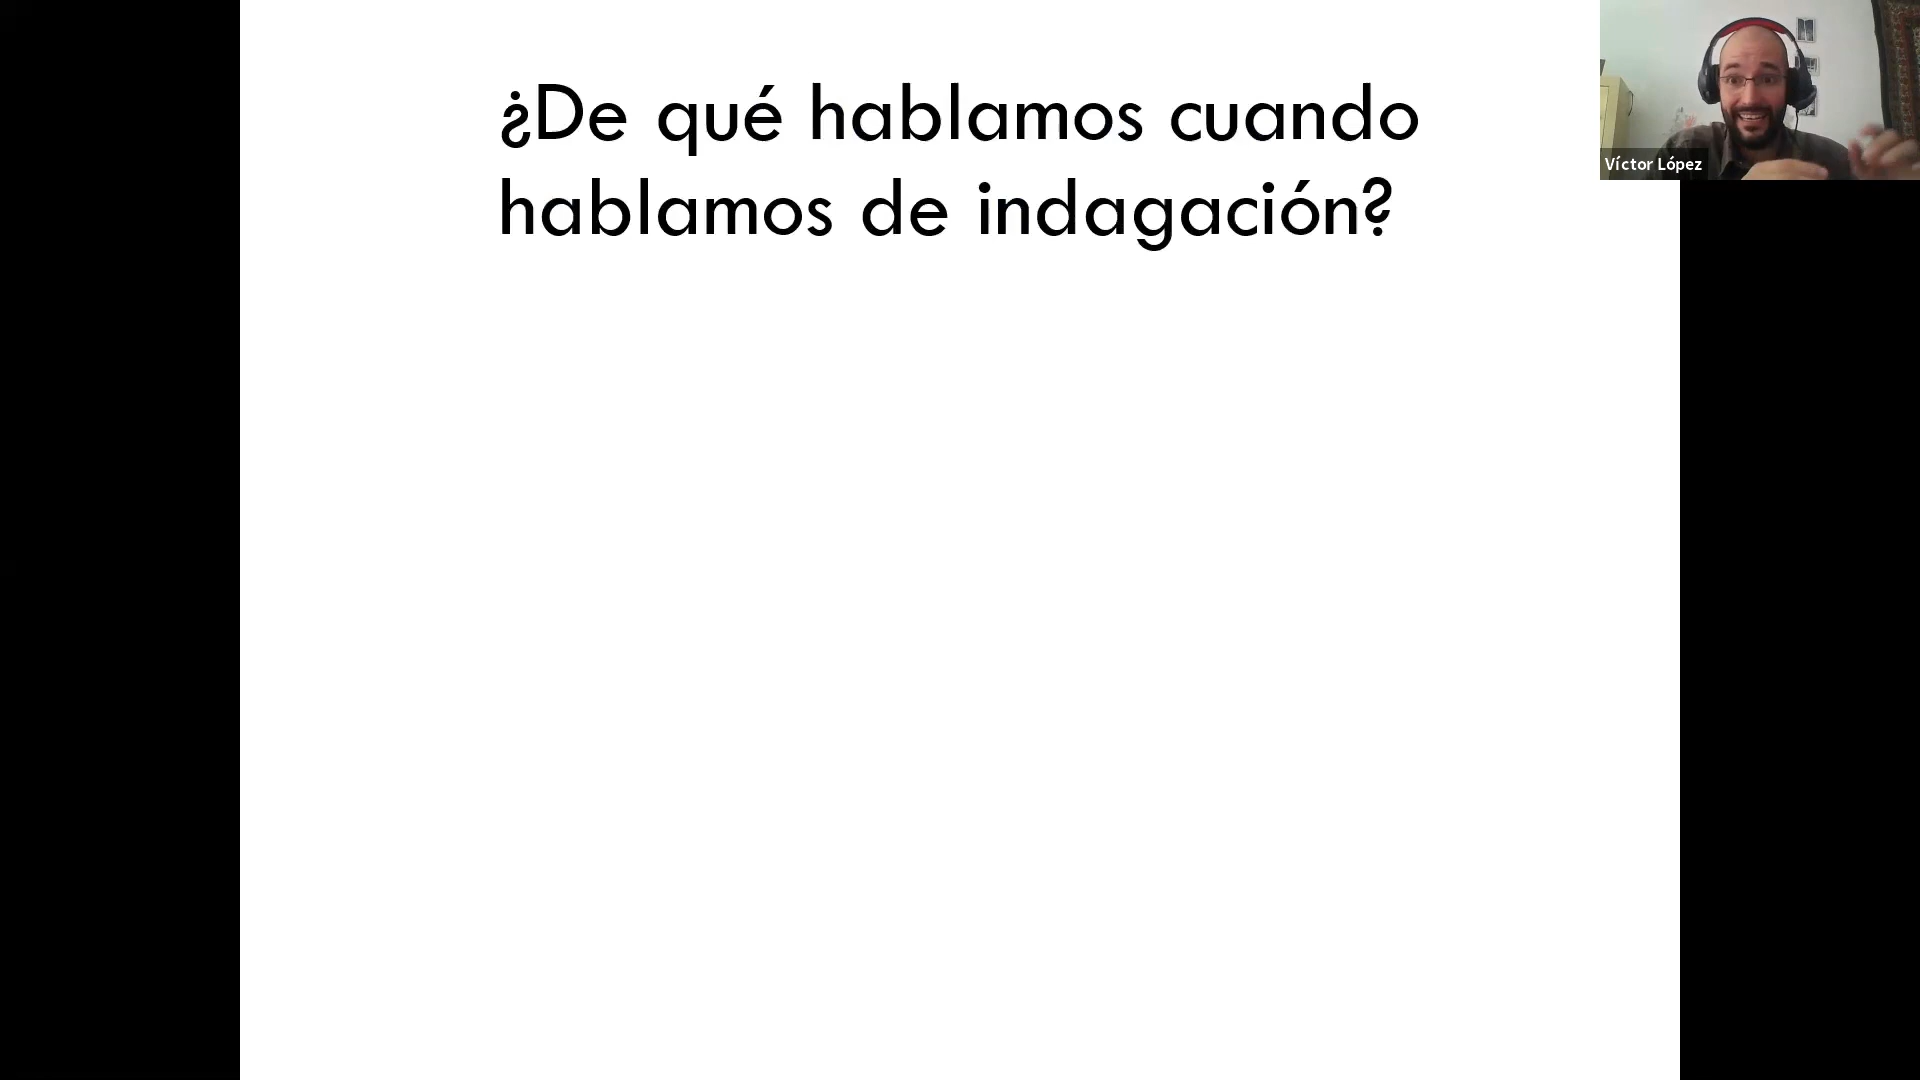 ¿De qué hablamos cuando
hablamos de indagación?
Víctor López